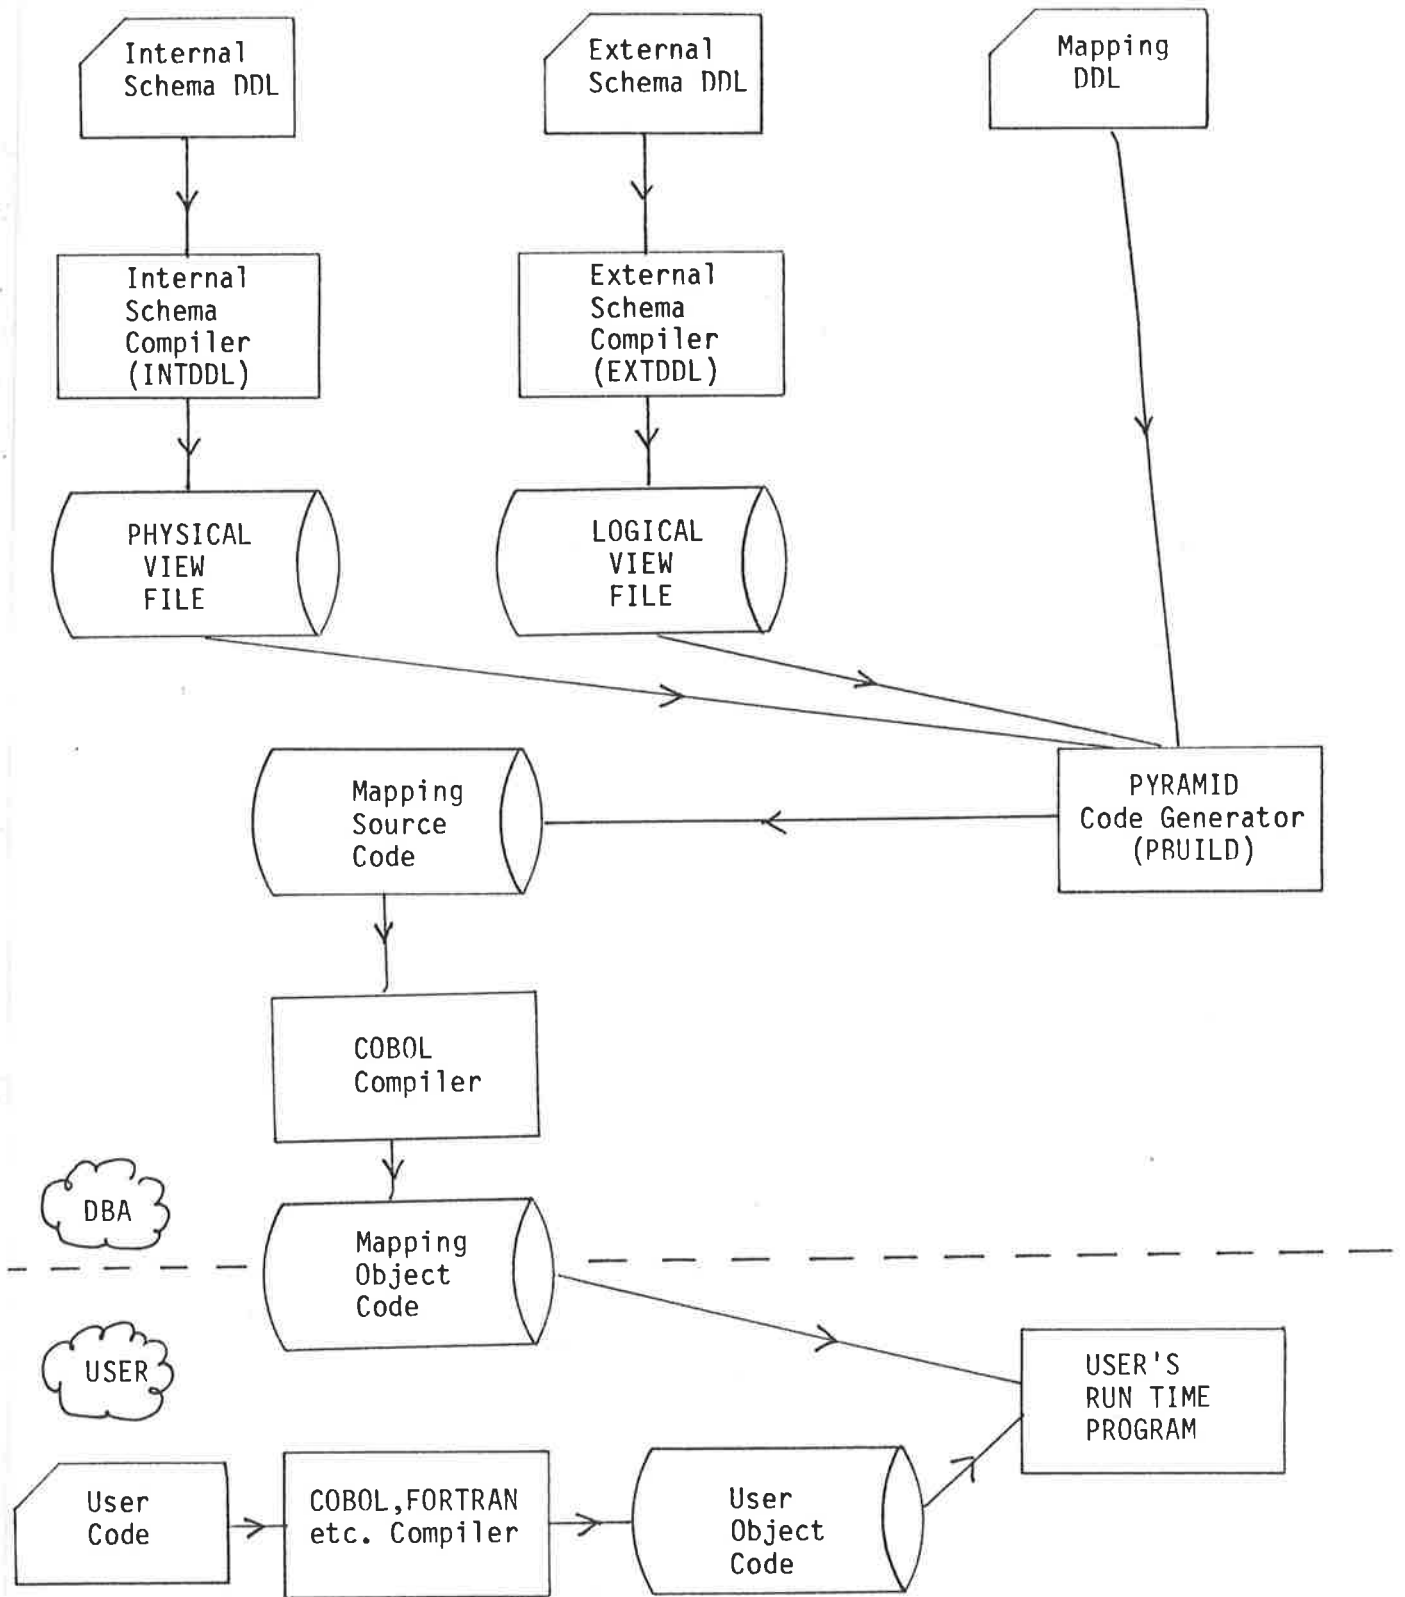 Internal
Schema DDL
External
Schema DDL
Mapping
DDL
Internal
Schema
Compiler
(INTDDL)
External
Schema
Compiler
(EXTDDL)
PHYSICAL
VIEW
FILE
LOGICAL
VIEW
FILE
Mapping
Source
Code
PYRAMID
Code Generator
(PBUILD)
COBOL
Compiler
DBA
Mapping
Object
Code
USER
USER'S
RUN TIME
PROGRAM
User
Code
COBOL,FORTRAN
etc. Compiler
User
Object
Code